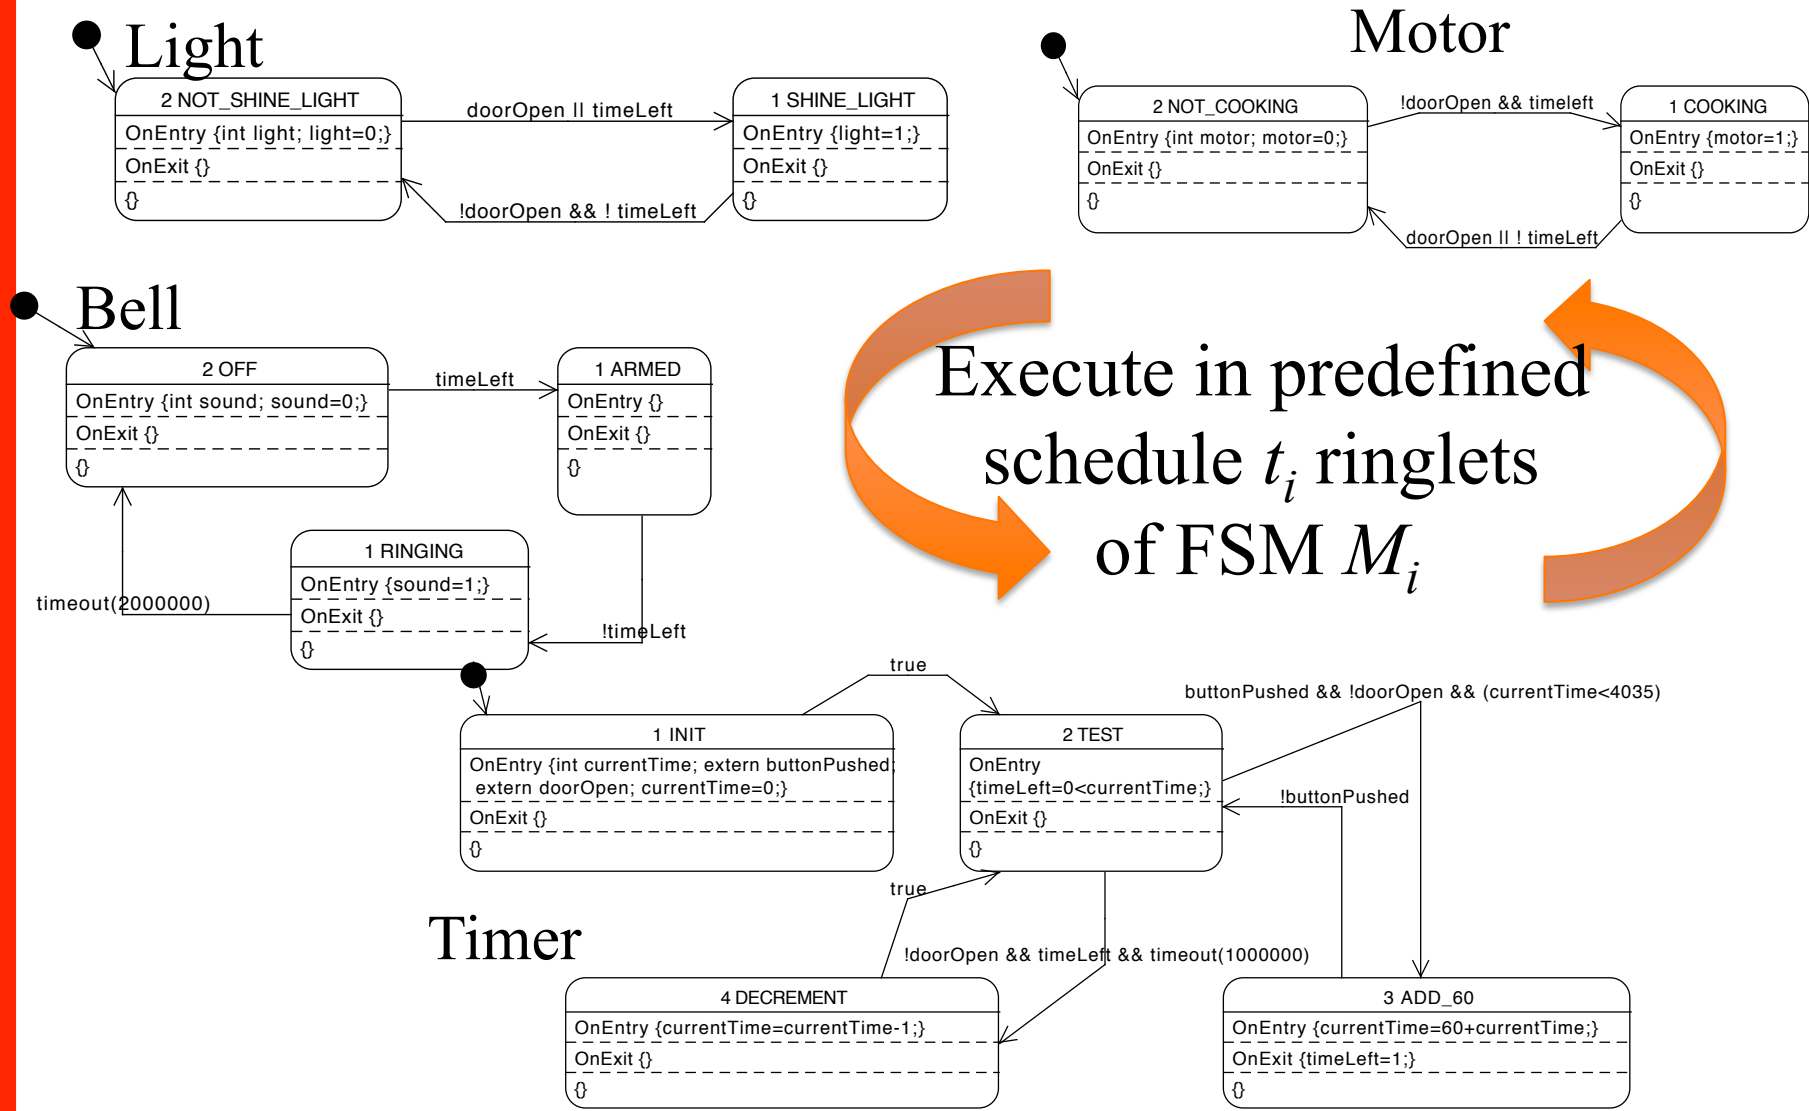 Light
2 NOT_SHINE_LIGHT
OnEntry {int light; light=0;}
OnExit {}
{}
doorOpen || timeLeft
!doorOpen && ! timeLeft
1 SHINE_LIGHT
OnEntry {light=1;}
OnExit {}
{}
Motor
2 NOT_COOKING
OnEntry {int motor; motor=0;}
OnExit {}
{}
!doorOpen && timeleft
doorOpen || ! timeLeft
1 COOKING
OnEntry {motor=1;}
OnExit {}
{}
Bell
2 OFF
OnEntry {int sound; sound=0;}
OnExit {}
{}
timeLeft
1 ARMED
OnEntry {}
OnExit {}
{}
1 RINGING
OnEntry {sound=1;}
OnExit {}
{}
timeout(2000000)
!timeLeft
Execute in predefined
schedule ti ringlets
of FSM Mi
Timer
1 INIT
OnEntry {int currentTime; extern buttonPushed;
extern doorOpen; currentTime=0;}
OnExit {}
{}
true
2 TEST
OnEntry
{timeLeft=0<currentTime;}
OnExit {}
{}
buttonPushed && !doorOpen && (currentTime<4035)
!buttonPushed
true
!doorOpen && timeLeft && timeout(1000000)
4 DECREMENT
OnEntry {currentTime=currentTime-1;}
OnExit {}
{}
3 ADD_60
OnEntry {currentTime=60+currentTime;}
OnExit {timeLeft=1;}
{}